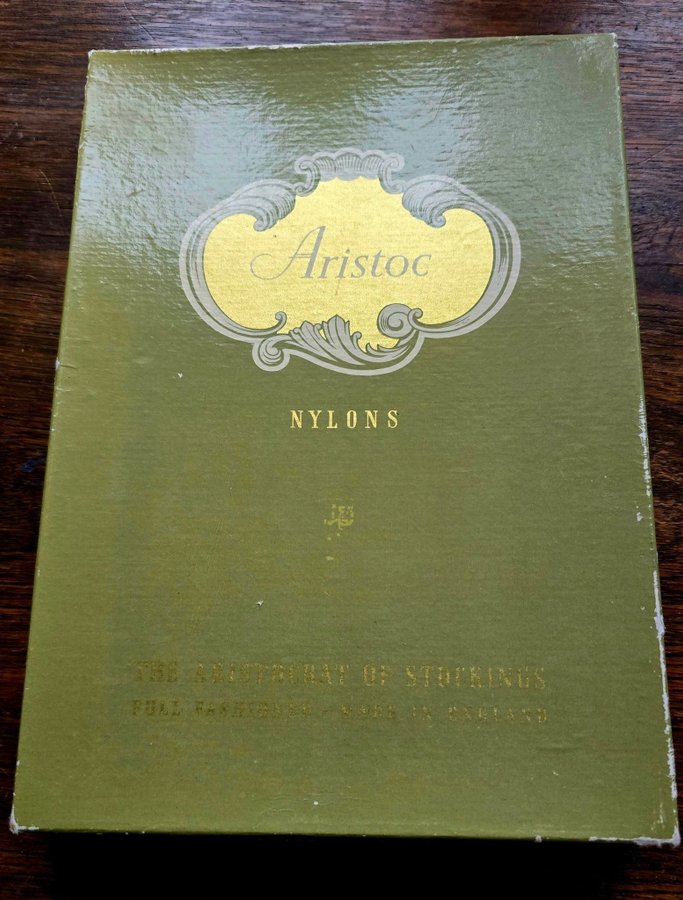 Aristoc
NYLONS
THE ARISTOCRAT OF STOCKINGS
FULL FASHIONED · MADE IN ENGLAND